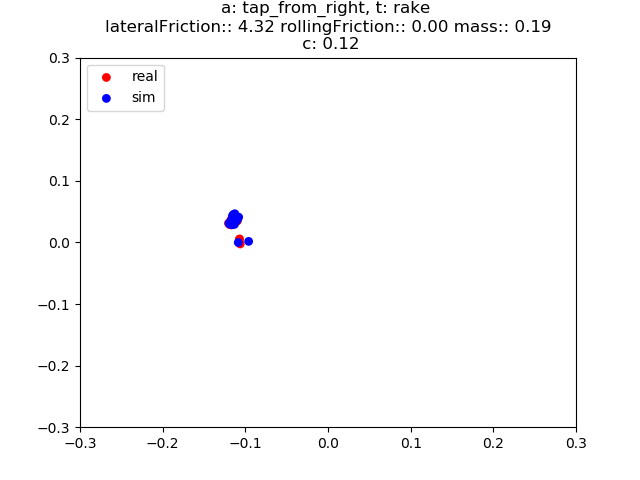 a: tap_from_right, t: rake
lateralFriction:: 4.32 rollingFriction:: 0.00 mass:: 0.19
c: 0.12
real
sim
0.3
0.2
0.1
0.0
−0.1
−0.2
−0.3
−0.3 −0.2 −0.1 0.0 0.1 0.2 0.3